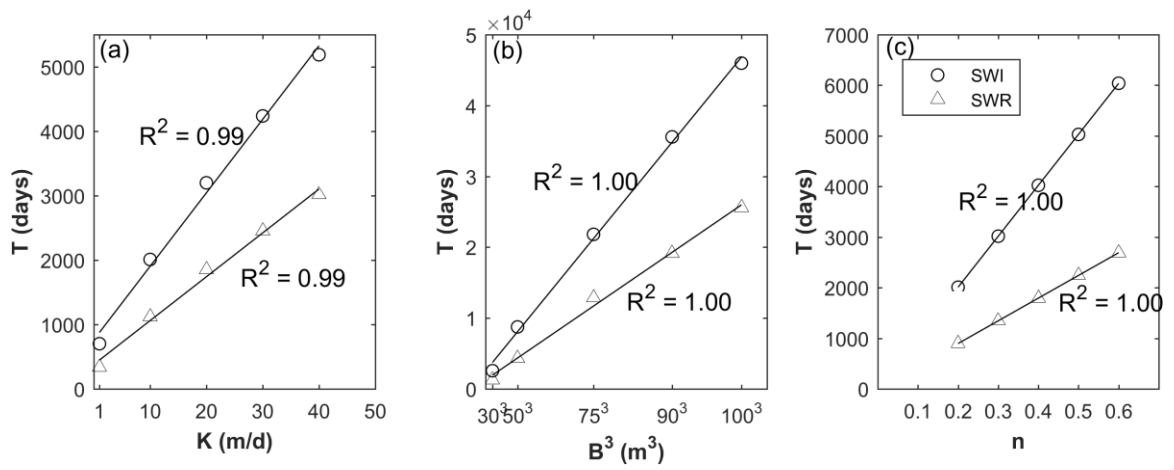 (a)
5000
4000
3000
2000
1000
0
T (days)
R² = 0.99
R² = 0.99
1 10 20 30 40 50
K (m/d)
× 10⁴
(b)
5
4
3
2
1
0
T (days)
R² = 1.00
R² = 1.00
30³ 50³ 75³ 90³ 100³
B³ (m³)
(c)
7000
6000
5000
4000
3000
2000
1000
0
T (days)
SWI
SWR
R² = 1.00
R² = 1.00
0.1 0.2 0.3 0.4 0.5 0.6
n